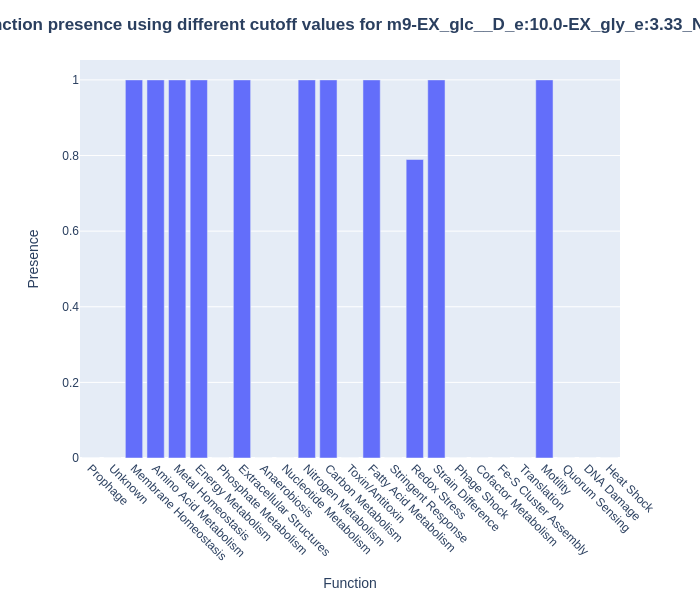 nction presence using different cutoff values for m9-EX_glc__D_e:10.0-EX_gly_e:3.33_N
1
0.8
0.6
0.4
0.2
0
Presence
Prophage
Unknown
Membrane Homeostasis
Amino Acid Metabolism
Metal Homeostasis
Energy Metabolism
Phosphate Metabolism
Extracellular Structures
Anaerobiosis
Nucleotide Metabolism
Nitrogen Metabolism
Carbon Metabolism
Toxin/Antitoxin
Fatty Acid Metabolism
Stringent Response
Redox Stress
Strain Difference
Phage Shock
Cofactor Metabolism
Fe-S Cluster Assembly
Translation
Motility
Quorum Sensing
DNA Damage
Heat Shock
Function